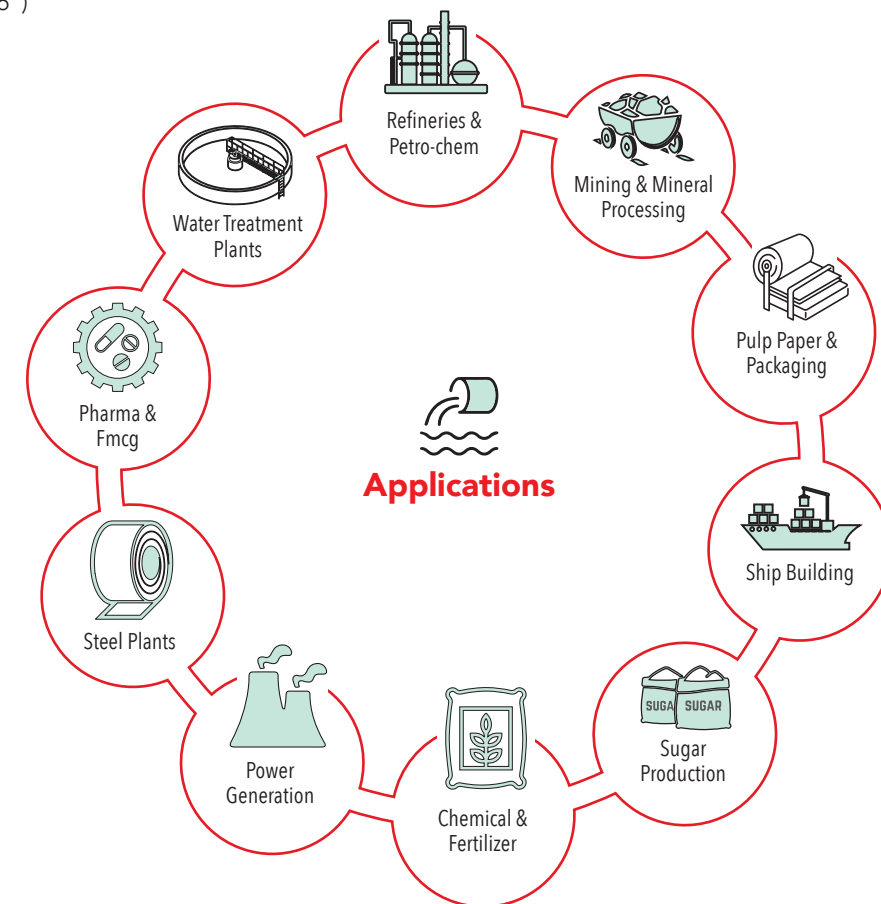 Refineries &
Petro-chem
Mining & Mineral
Processing
Water Treatment
Plants
Pulp Paper &
Packaging
Pharma &
Fmcg
Applications
Ship Building
Steel Plants
SUGA
SUGAR
Sugar
Production
Power
Generation
Chemical &
Fertilizer